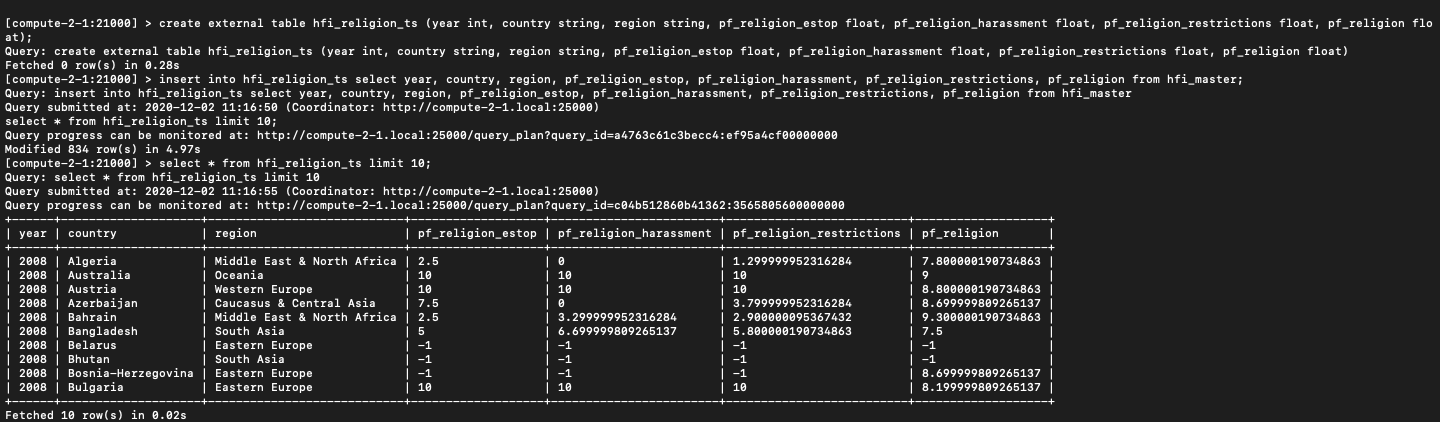 [compute-2-1:21000] > create external table hfi_religion_ts (year int, country string, region string, pf_religion_estop float, pf_religion_harassment float, pf_religion_restrictions float, pf_religion flo
at);
Query: create external table hfi_religion_ts (year int, country string, region string, pf_religion_estop float, pf_religion_harassment float, pf_religion_restrictions float, pf_religion float)
Fetched 0 row(s) in 0.28s
[compute-2-1:21000] > insert into hfi_religion_ts select year, country, region, pf_religion_estop, pf_religion_harassment, pf_religion_restrictions, pf_religion from hfi_master;
Query: insert into hfi_religion_ts select year, country, region, pf_religion_estop, pf_religion_harassment, pf_religion_restrictions, pf_religion from hfi_master
Query submitted at: 2020-12-02 11:16:50 (Coordinator: http://compute-2-1.local:25000)
select * from hfi_religion_ts limit 10;
Query progress can be monitored at: http://compute-2-1.local:25000/query_plan?query_id=a4763c61c3becc4:ef95a4cf00000000
Modified 834 row(s) in 4.97s
[compute-2-1:21000] > select * from hfi_religion_ts limit 10;
Query: select * from hfi_religion_ts limit 10
Query submitted at: 2020-12-02 11:16:55 (Coordinator: http://compute-2-1.local:25000)
Query progress can be monitored at: http://compute-2-1.local:25000/query_plan?query_id=c04b512860b41362:3565805600000000
+------+--------------------+----------------------------+-------------------+------------------------+--------------------------+-------------------+
| year | country            | region                     | pf_religion_estop | pf_religion_harassment | pf_religion_restrictions | pf_religion       |
+------+--------------------+----------------------------+-------------------+------------------------+--------------------------+-------------------+
| 2008 | Algeria            | Middle East & North Africa | 2.5               | 0                      | 1.299999952316284        | 7.800000190734863 |
| 2008 | Australia          | Oceania                    | 10                | 10                     | 10                       | 9                 |
| 2008 | Austria            | Western Europe             | 10                | 10                     | 10                       | 8.800000190734863 |
| 2008 | Azerbaijan         | Caucasus & Central Asia    | 7.5               | 0                      | 3.799999952316284        | 8.699999809265137 |
| 2008 | Bahrain            | Middle East & North Africa | 2.5               | 3.299999952316284      | 2.900000095367432        | 9.300000190734863 |
| 2008 | Bangladesh         | South Asia                 | 5                 | 6.699999809265137      | 5.800000190734863        | 7.5               |
| 2008 | Belarus            | Eastern Europe             | -1                | -1                     | -1                       | -1                |
| 2008 | Bhutan             | South Asia                 | -1                | -1                     | -1                       | -1                |
| 2008 | Bosnia-Herzegovina | Eastern Europe             | -1                | -1                     | -1                       | 8.699999809265137 |
| 2008 | Bulgaria           | Eastern Europe             | 10                | 10                     | 10                       | 8.199999809265137 |
+------+--------------------+----------------------------+-------------------+------------------------+--------------------------+-------------------+
Fetched 10 row(s) in 0.02s